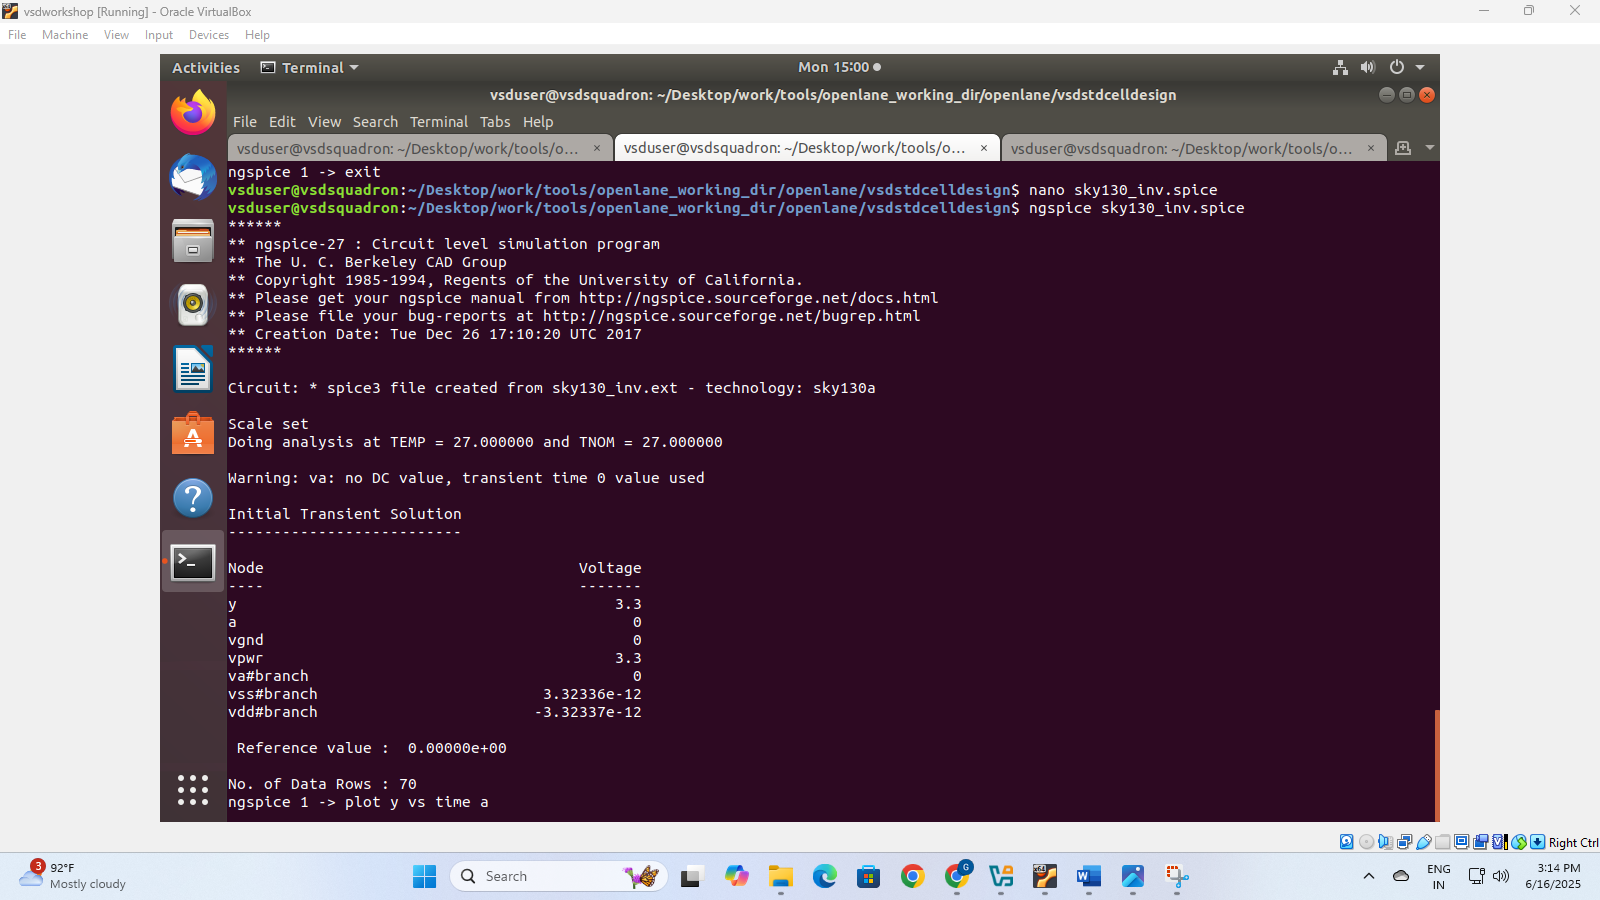 vsdworkshop [Running] - Oracle VirtualBox
File Machine View Input Devices Help
Activities Terminal Mon 15:00
vsduser@vsdsquadron: ~/Desktop/work/tools/openlane_working_dir/openlane/vsdstdcelldesign
File Edit View Search Terminal Tabs Help
vsduser@vsdsquadron: ~/Desktop/work/tools/o... × vsduser@vsdsquadron: ~/Desktop/work/tools/o... × vsduser@vsdsquadron: ~/Desktop/work/tools/o... ×
ngspice 1 -> exit
vsduser@vsdsquadron:~/Desktop/work/tools/openlane_working_dir/openlane/vsdstdcelldesign$ nano sky130_inv.spice
vsduser@vsdsquadron:~/Desktop/work/tools/openlane_working_dir/openlane/vsdstdcelldesign$ ngspice sky130_inv.spice
******
** ngspice-27 : Circuit level simulation program
** The U. C. Berkeley CAD Group
** Copyright 1985-1994, Regents of the University of California.
** Please get your ngspice manual from http://ngspice.sourceforge.net/docs.html
** Please file your bug-reports at http://ngspice.sourceforge.net/bugrep.html
** Creation Date: Tue Dec 26 17:10:20 UTC 2017
******
Circuit: * spice3 file created from sky130_inv.ext - technology: sky130a
Scale set
Doing analysis at TEMP = 27.000000 and TNOM = 27.000000
Warning: va: no DC value, transient time 0 value used
Initial Transient Solution
--------------------------
Node Voltage
---- -------
y 3.3
a 0
vgnd 0
vpwr 3.3
va#branch 0
vss#branch 3.32336e-12
vdd#branch -3.32337e-12
Reference value : 0.00000e+00
No. of Data Rows : 70
ngspice 1 -> plot y vs time a
Right Ctrl
3 92°F
Mostly cloudy
Search
G
x64
ENG
IN
3:14 PM
6/16/2025